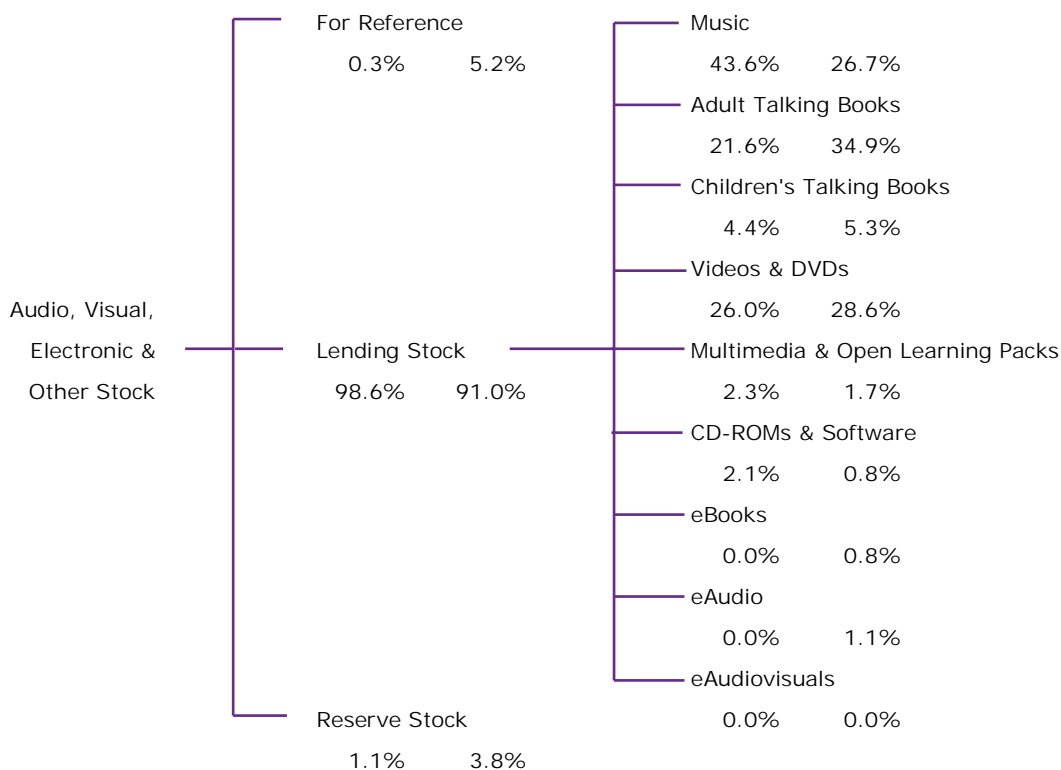 For Reference
0.3% 5.2%
Music
43.6% 26.7%
Adult Talking Books
21.6% 34.9%
Children's Talking Books
4.4% 5.3%
Videos & DVDs
26.0% 28.6%
Audio, Visual,
Electronic &
Other Stock
Lending Stock
98.6% 91.0%
Multimedia & Open Learning Packs
2.3% 1.7%
CD-ROMs & Software
2.1% 0.8%
eBooks
0.0% 0.8%
eAudio
0.0% 1.1%
eAudiovisuals
0.0% 0.0%
Reserve Stock
1.1% 3.8%